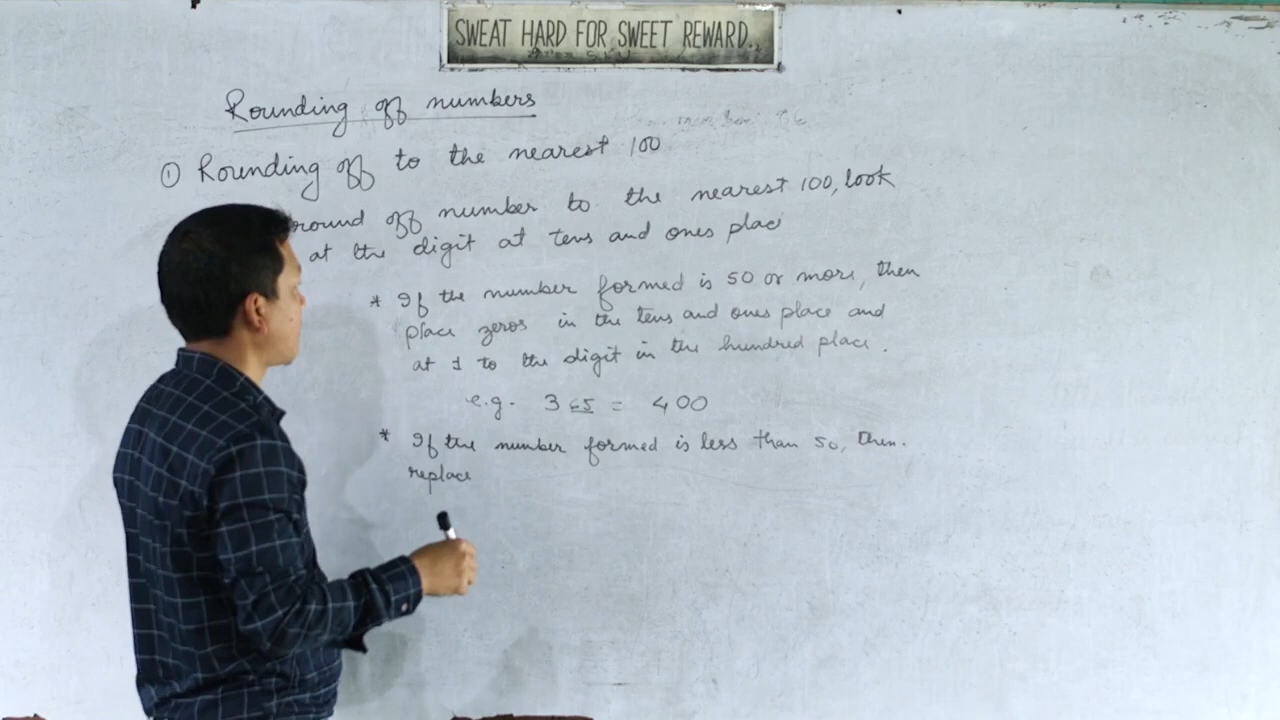 SWEAT HARD FOR SWEET REWARD.
Rounding off numbers
① Rounding off to the nearest 100
round off number to the nearest 100, look
at the digit at tens and ones place
* If the number formed is 50 or more, then
place zeros in the tens and ones place and
at 1 to the digit in the hundred place.
e.g. 365 = 400
* If the number formed is less than 50, then.
replace